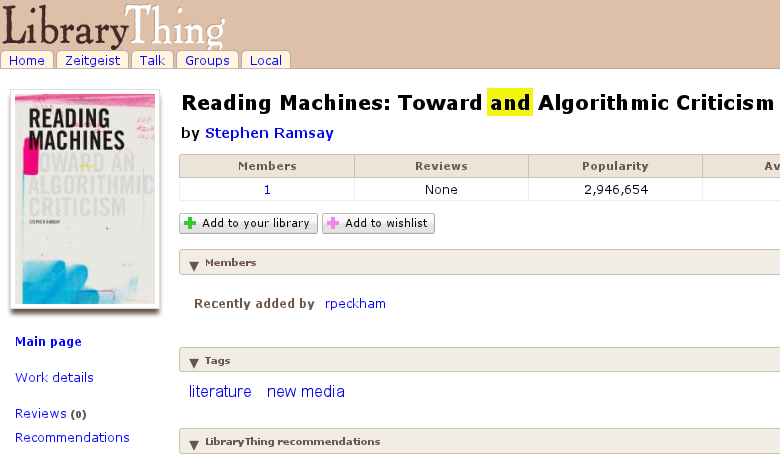 LibraryThing
Home Zeitgeist Talk Groups Local
Reading Machines: Toward and Algorithmic Criticism
by Stephen Ramsay
READING
MACHINES
TOWARD AN
ALGORITHMIC
CRITICISM
STEPHEN RAMSAY
Members Reviews Popularity Av
1 None 2,946,654
Add to your library Add to wishlist
▼ Members
Recently added by rpeckham
Main page
▼ Tags
Work details
literature new media
Reviews (0)
Recommendations
▼ LibraryThing recommendations